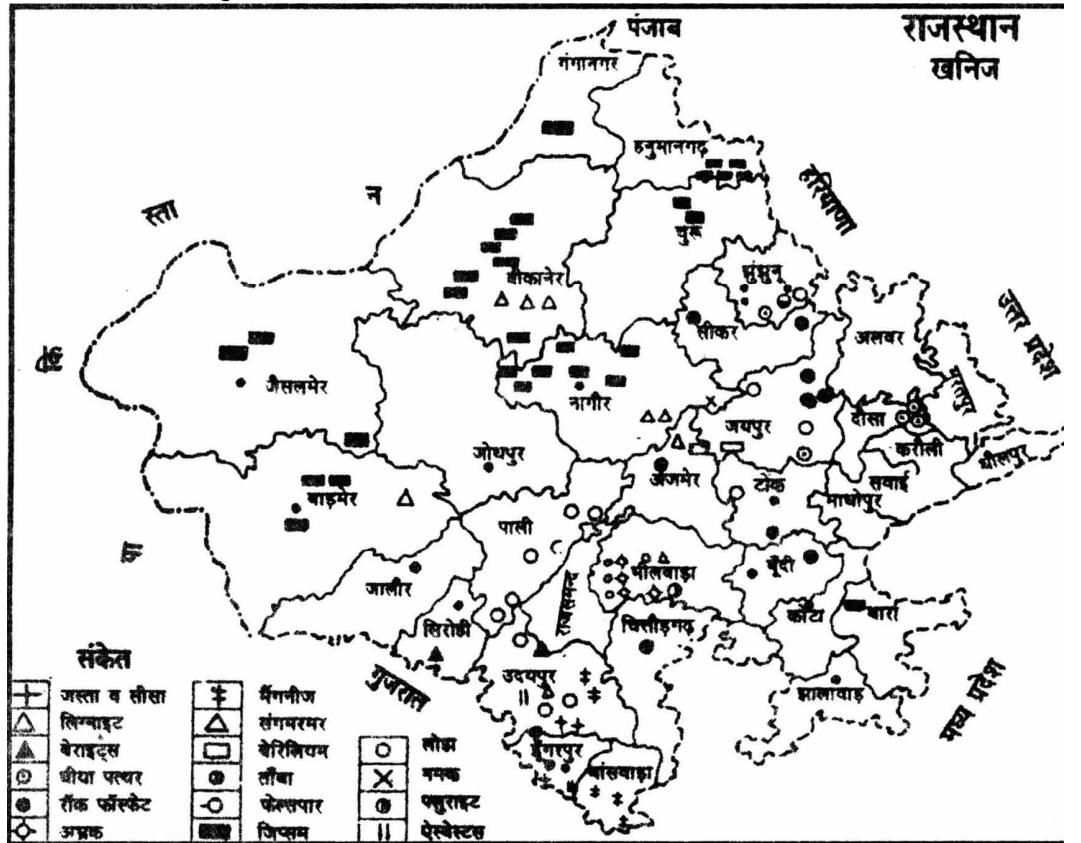 राजस्थान
खनिज
पंजाब
गंगानगर
हनुमानगढ़
हरियाणा
न
स्ता
चुरू
बीकानेर
झुंझुनू
सीकर
अलवर
उत्तर प्रदेश
भरतपुर
जैसलमेर
नागौर
जयपुर
दौसा
करौली
धौलपुर
जोधपुर
अजमेर
टोंक
सवाई
माधोपुर
बाड़मेर
पाली
पा
भीलवाड़ा
बूँदी
जालौर
राजसमन्द
कोटा
बारां
सिरोही
चित्तौड़गढ़
गुजरात
उदयपुर
झालावाड़
मध्य प्रदेश
डूंगरपुर
बांसवाड़ा
संकेत
जस्ता व सीसा
लिग्नाइट
बेराइट्स
घीया पत्थर
रॉक फॉस्फेट
अभ्रक
मैंगनीज
संगमरमर
बेरिलियम
ताँबा
फेल्सपार
जिप्सम
लोहा
नमक
फ्लुराइट
ऐस्बेस्टस